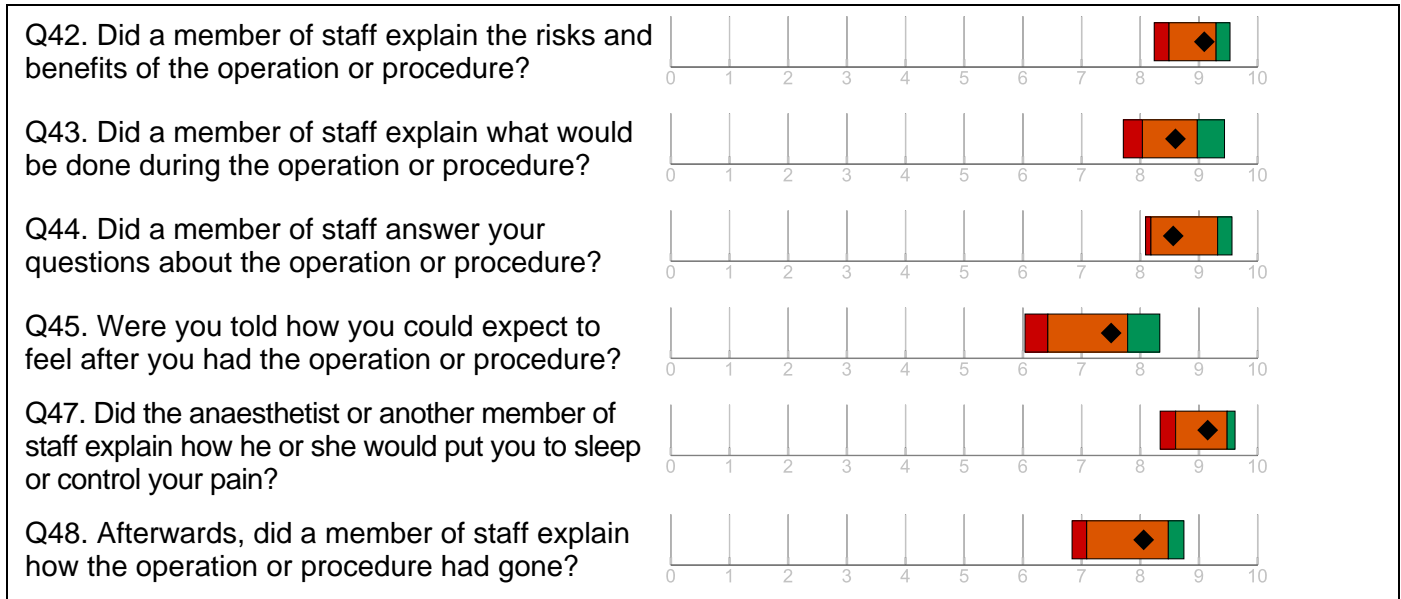 Q42. Did a member of staff explain the risks and
benefits of the operation or procedure?
0 1 2 3 4 5 6 7 8 9 10
Q43. Did a member of staff explain what would
be done during the operation or procedure?
0 1 2 3 4 5 6 7 8 9 10
Q44. Did a member of staff answer your
questions about the operation or procedure?
0 1 2 3 4 5 6 7 8 9 10
Q45. Were you told how you could expect to
feel after you had the operation or procedure?
0 1 2 3 4 5 6 7 8 9 10
Q47. Did the anaesthetist or another member of
staff explain how he or she would put you to sleep
or control your pain?
0 1 2 3 4 5 6 7 8 9 10
Q48. Afterwards, did a member of staff explain
how the operation or procedure had gone?
0 1 2 3 4 5 6 7 8 9 10